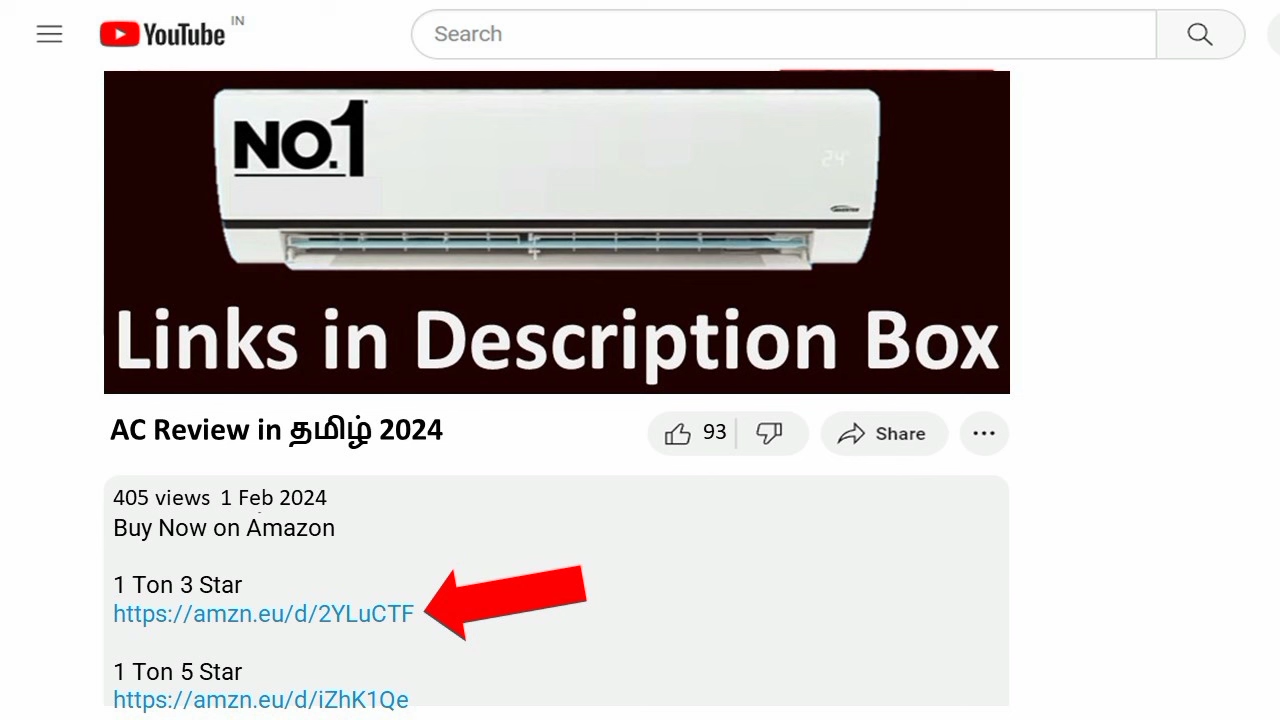 YouTube IN
Search
NO.1
24°
INVERTER
Links in Description Box
AC Review in தமிழ் 2024
93
Share
405 views 1 Feb 2024
Buy Now on Amazon
1 Ton 3 Star
https://amzn.eu/d/2YLuCTF
1 Ton 5 Star
https://amzn.eu/d/iZhK1Qe